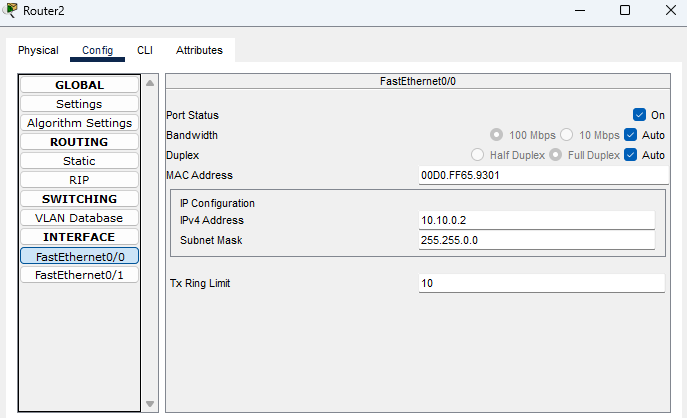 Router2
Physical Config CLI Attributes
GLOBAL
Settings
Algorithm Settings
ROUTING
Static
RIP
SWITCHING
VLAN Database
INTERFACE
FastEthernet0/0
FastEthernet0/1
FastEthernet0/0
Port Status On
Bandwidth 100 Mbps 10 Mbps Auto
Duplex Half Duplex Full Duplex Auto
MAC Address 00D0.FF65.9301
IP Configuration
IPv4 Address 10.10.0.2
Subnet Mask 255.255.0.0
Tx Ring Limit 10